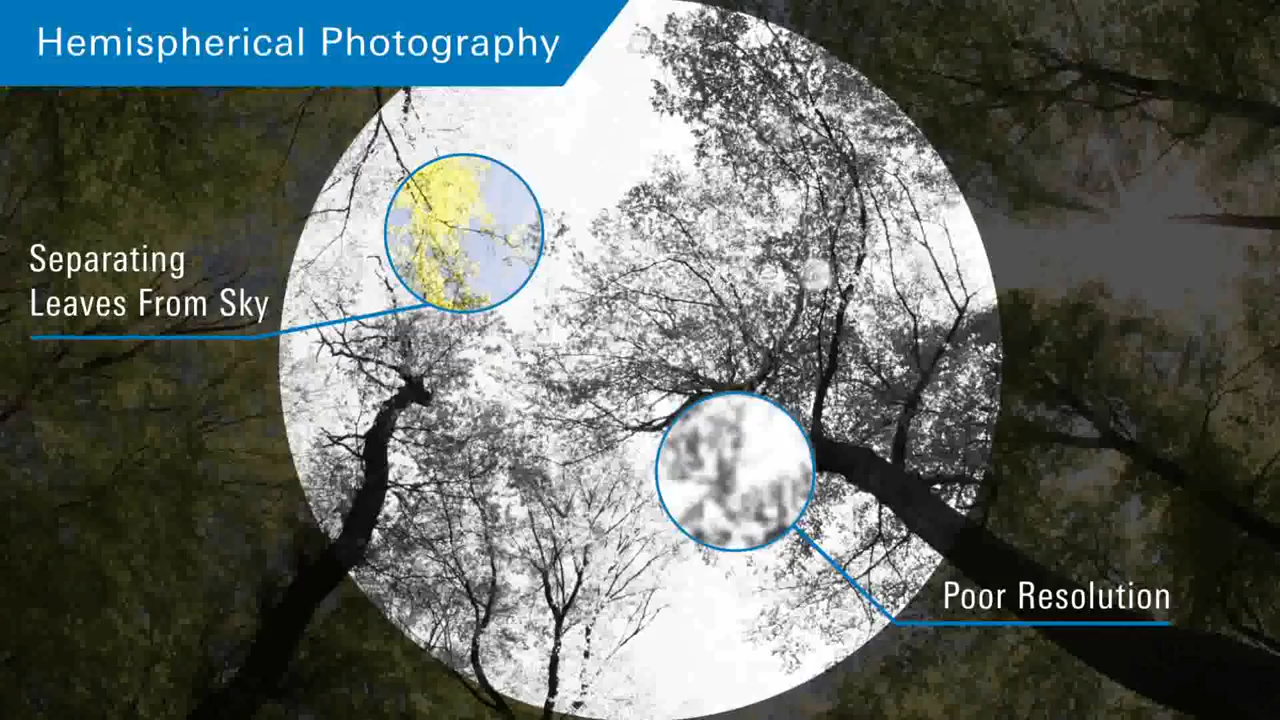 Hemispherical Photography
Separating
Leaves From Sky
Poor Resolution